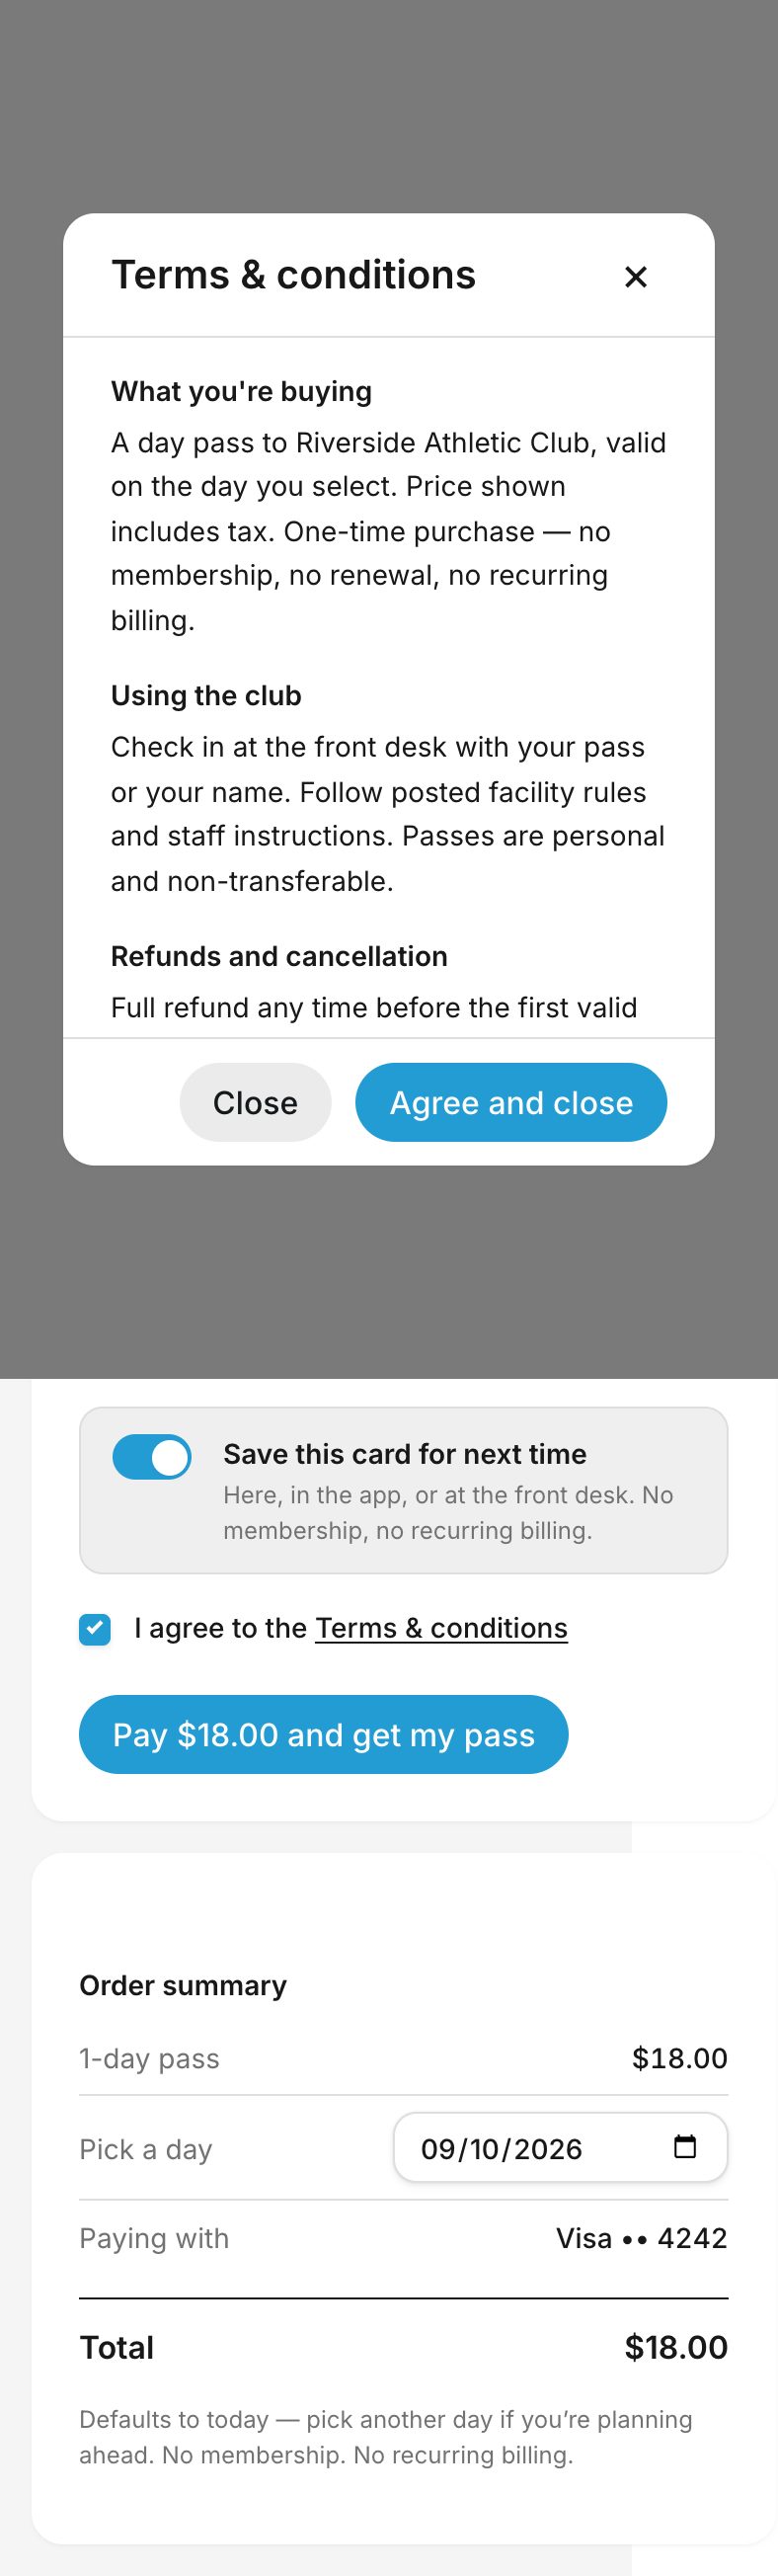 Terms & conditions
What you're buying
A day pass to Riverside Athletic Club, valid
on the day you select. Price shown
includes tax. One-time purchase — no
membership, no renewal, no recurring
billing.
Using the club
Check in at the front desk with your pass
or your name. Follow posted facility rules
and staff instructions. Passes are personal
and non-transferable.
Refunds and cancellation
Full refund any time before the first valid
Close
Agree and close
Save this card for next time
Here, in the app, or at the front desk. No
membership, no recurring billing.
I agree to the Terms & conditions
Pay $18.00 and get my pass
Order summary
1-day pass $18.00
Pick a day 09/10/2026
Paying with Visa •• 4242
Total $18.00
Defaults to today — pick another day if you’re planning
ahead. No membership. No recurring billing.